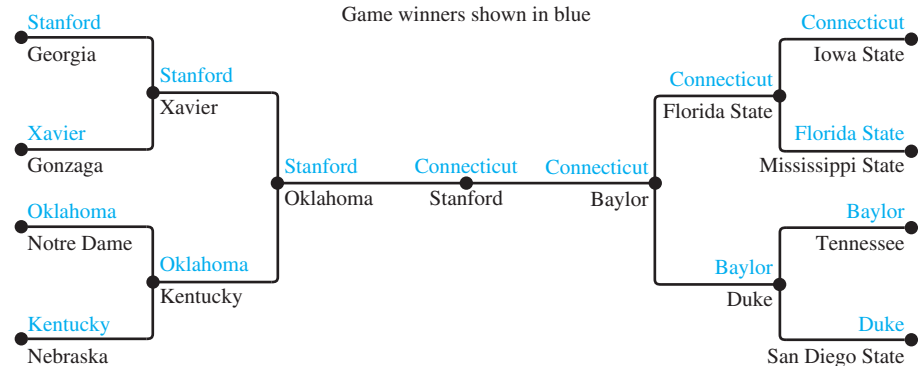 Game winners shown in blue
Stanford
Georgia
Stanford
Xavier
Xavier
Gonzaga
Stanford
Oklahoma
Oklahoma
Notre Dame
Oklahoma
Kentucky
Kentucky
Nebraska
Connecticut
Stanford
Connecticut
Baylor
Connecticut
Florida State
Connecticut
Iowa State
Florida State
Mississippi State
Baylor
Duke
Baylor
Tennessee
Duke
San Diego State